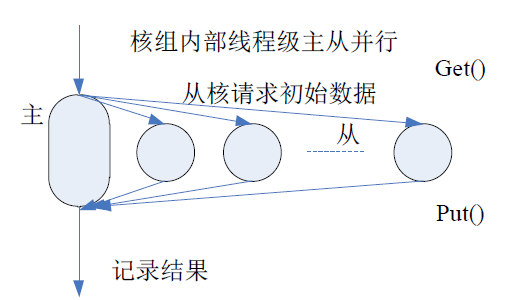 核组内部线程级主从并行
Get()
从核请求初始数据
主
从
Put()
记录结果